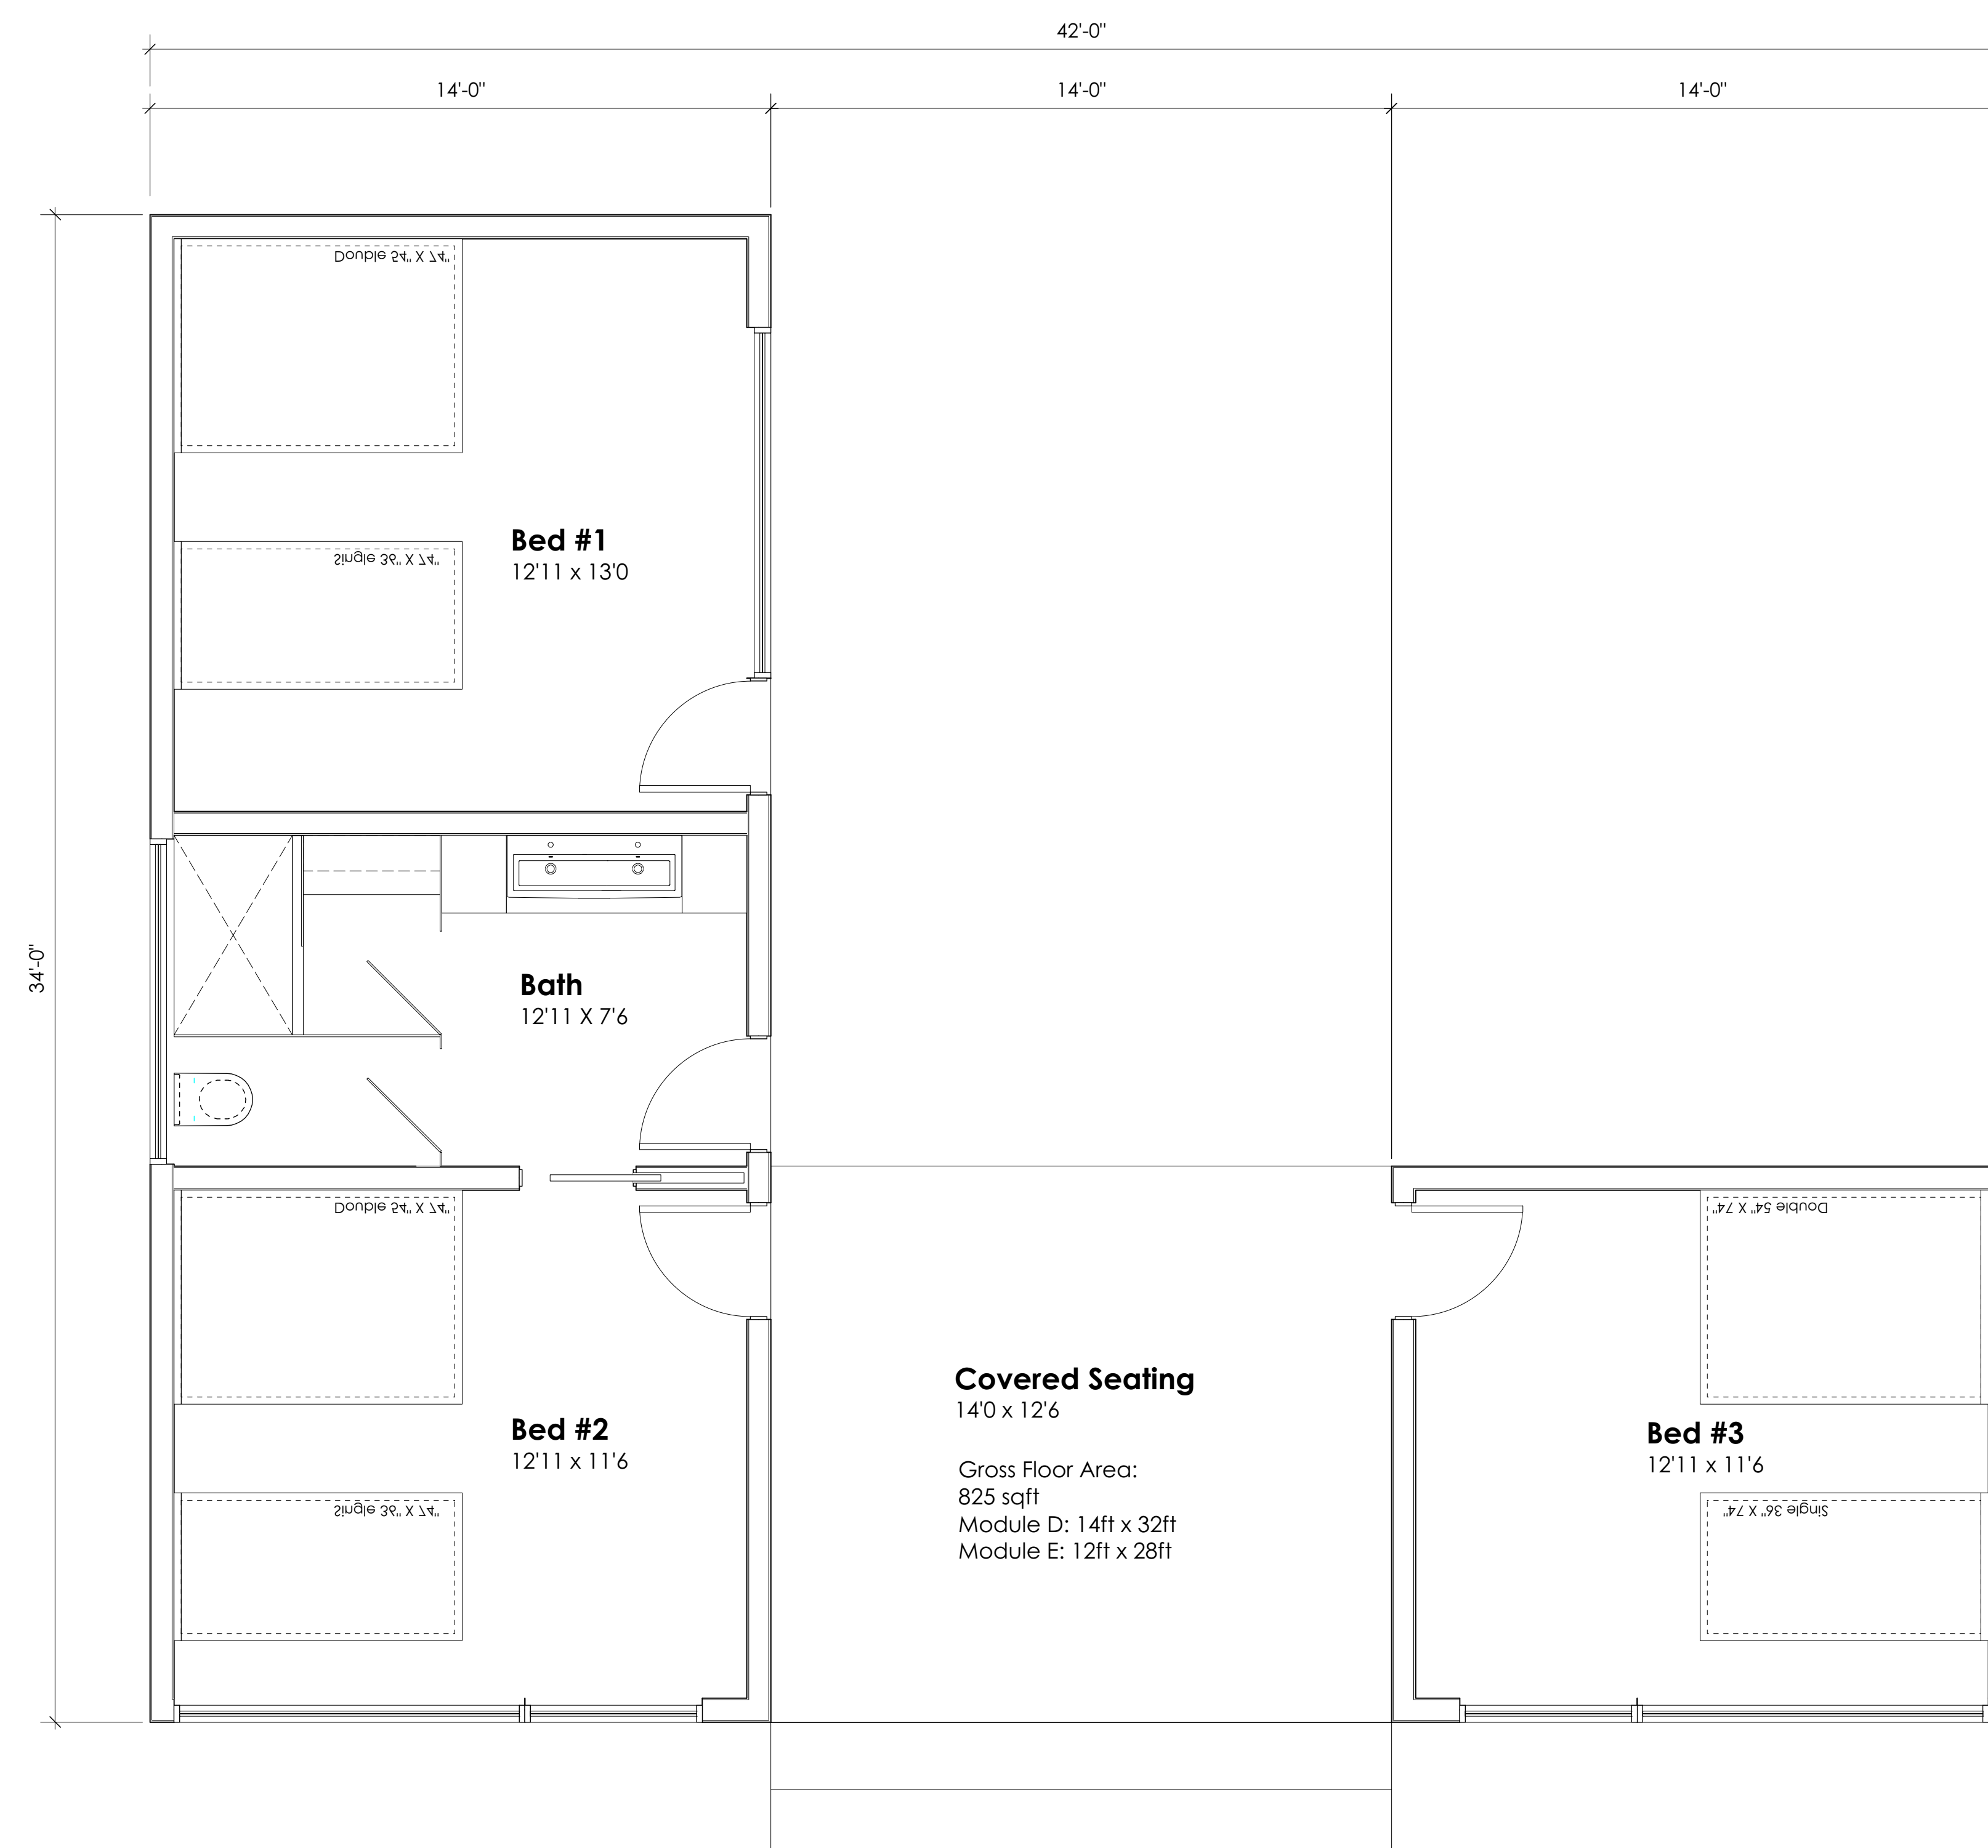 42'-0"
14'-0"
14'-0"
14'-0"
Double 54" X 74"
Bed #1
12'11 x 13'0
Single 36" X 74"
34'-0"
Bath
12'11 X 7'6
Double 54" X 74"
Double 54" X 74"
Covered Seating
14'0 x 12'6
Bed #2
12'11 x 11'6
Bed #3
12'11 x 11'6
Gross Floor Area:
825 sqft
Module D: 14ft x 32ft
Module E: 12ft x 28ft
Single 36" X 74"
Single 36" X 74"